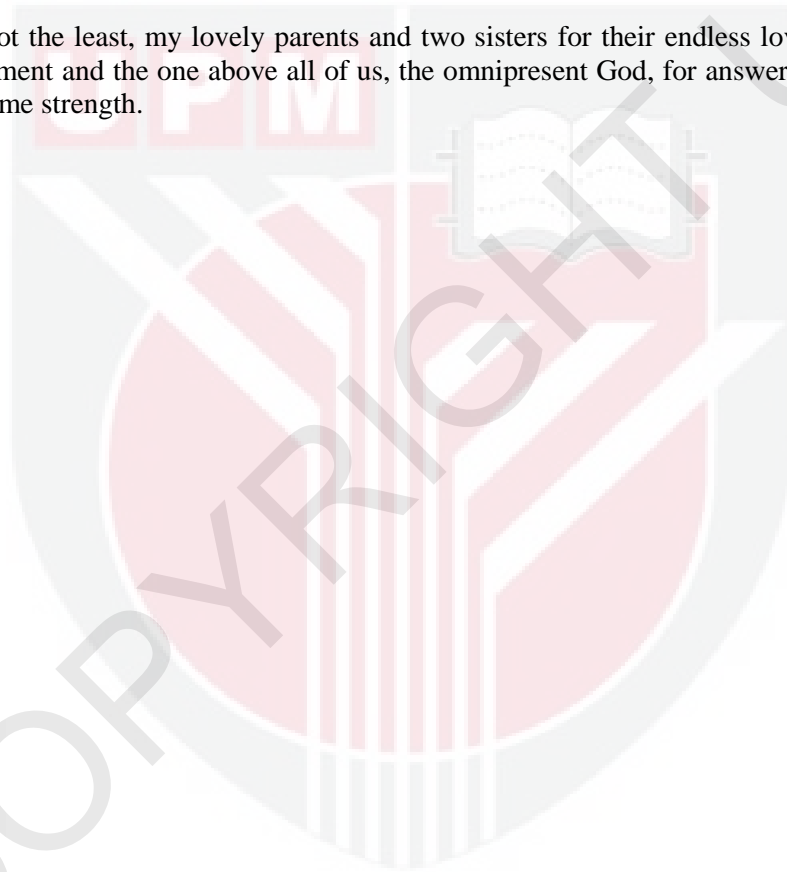 ot the least, my lovely parents and two sisters for their endless lov
ment and the one above all of us, the omnipresent God, for answer
me strength.
UPM
OPYRIGHT U